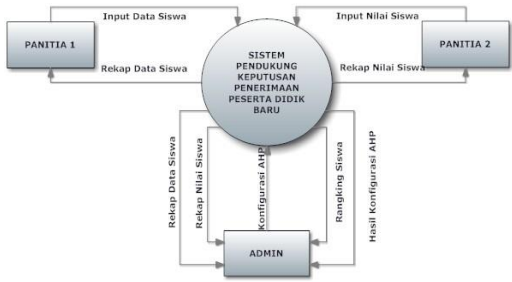 Input Data Siswa
Input Nilai Siswa
PANITIA 1
PANITIA 2
SISTEM
PENDUKUNG
KEPUTUSAN
PENERIMAAN
PESERTA DIDIK
BARU
Rekap Data Siswa
Rekap Nilai Siswa
Rekap Data Siswa
Rekap Nilai Siswa
Konfigurasi AHP
Rangking Siswa
Hasil Konfigurasi AHP
ADMIN